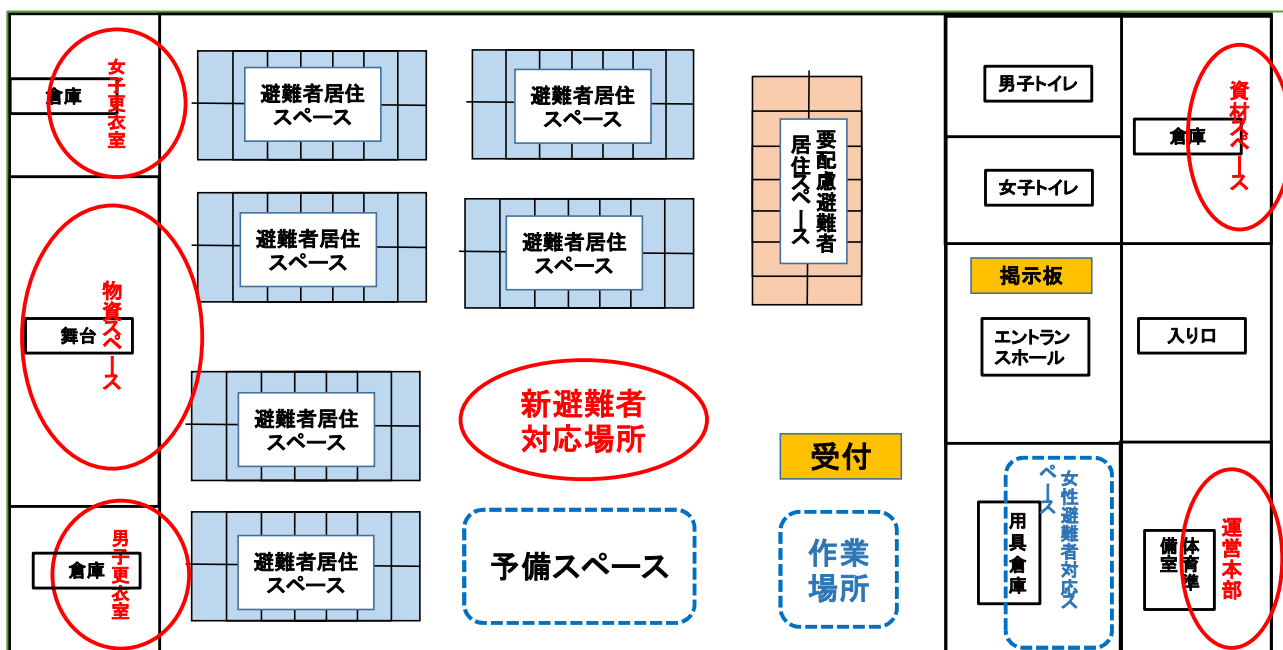 倉庫
女子更衣室
避難者居住
スペース
避難者居住
スペース
要配慮避難者
居住スペース
男子トイレ
倉庫
資材スペース
女子トイレ
避難者居住
スペース
避難者居住
スペース
掲示板
舞台
物資スペース
エントラン
スホール
入り口
避難者居住
スペース
新避難者
対応場所
受付
倉庫
男子更衣室
避難者居住
スペース
予備スペース
作業
場所
用具倉庫
女性避難者対応ス
ペース
体育準
備室
運営本部